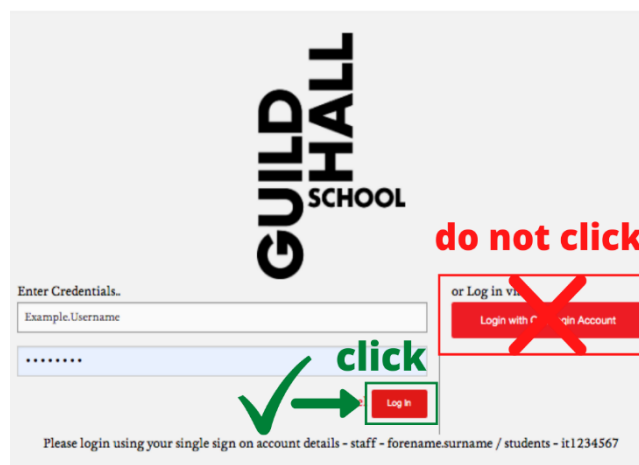 GUILD
HALL
SCHOOL
do not click
Enter Credentials..
or Log in
Example.Username
Login with Account
click
Log In
Please login using your single sign on account details - staff - forename.surname / students - it1234567